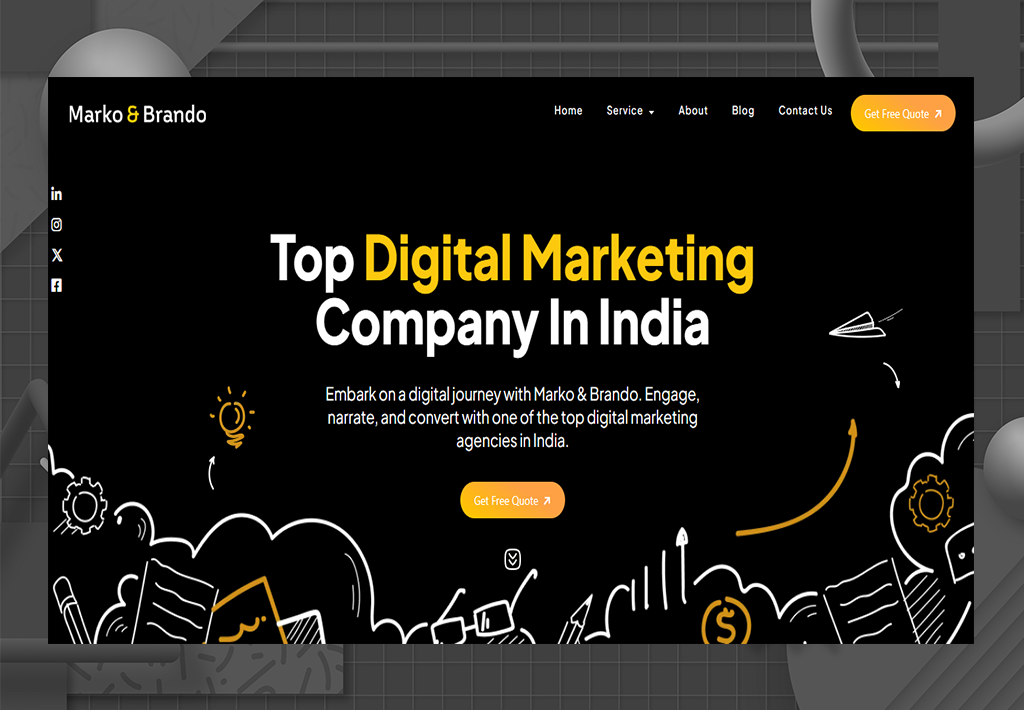 Marko & Brando
Home Service About Blog Contact Us Get Free Quote
Top Digital Marketing
Company In India
Embark on a digital journey with Marko & Brando. Engage,
narrate, and convert with one of the top digital marketing
agencies in India.
Get Free Quote